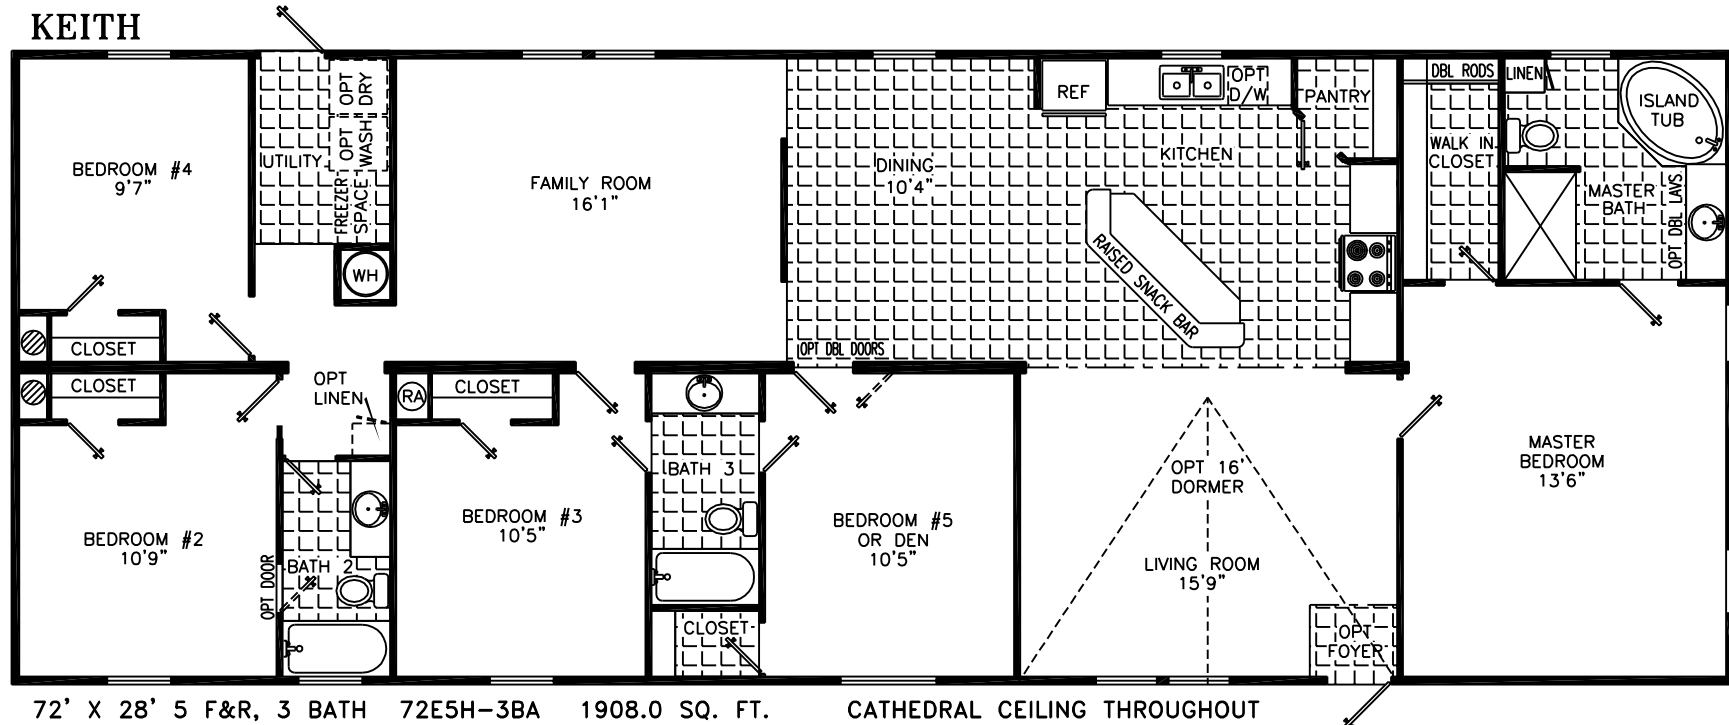 KEITH
BEDROOM #4
9'7"
UTILITY
OPT
DRY
OPT
WASH
FREEZER
SPACE
WH
FAMILY ROOM
16'1"
DINING
10'4"
REF
OPT
D/W
KITCHEN
PANTRY
RAISED SNACK BAR
OPT DBL DOORS
DBL RODS
WALK IN
CLOSET
LINEN
ISLAND
TUB
MASTER
BATH
OPT DBL LAVS
CLOSET
CLOSET
OPT
LINEN
RA
CLOSET
BEDROOM #2
10'9"
OPT DOOR
BATH 2
BEDROOM #3
10'5"
BATH 3
CLOSET
BEDROOM #5
OR DEN
10'5"
OPT 16'
DORMER
LIVING ROOM
15'9"
OPT
FOYER
MASTER
BEDROOM
13'6"
72' X 28' 5 F&R, 3 BATH 72E5H-3BA 1908.0 SQ. FT. CATHEDRAL CEILING THROUGHOUT